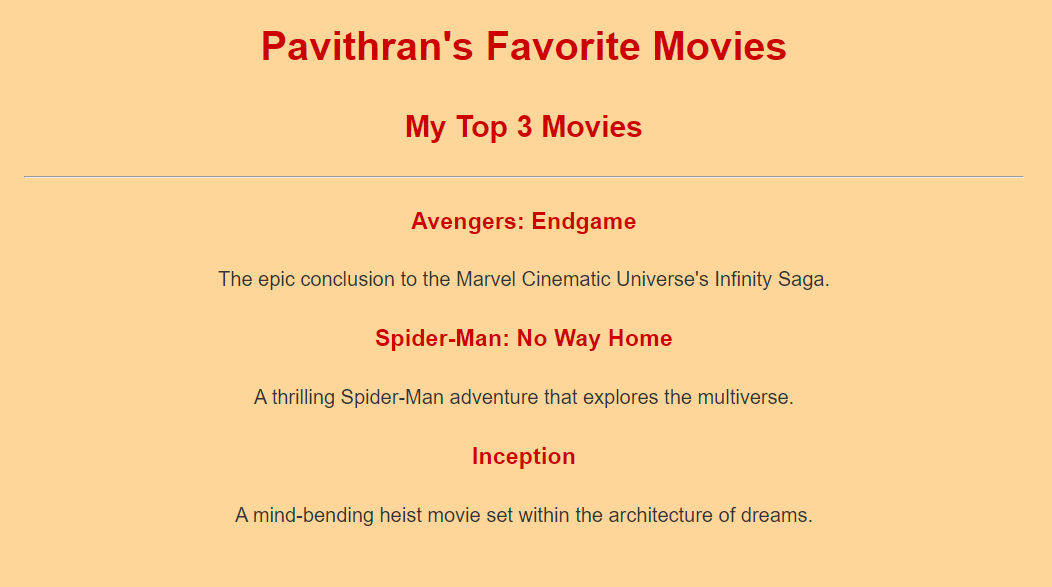 Pavithran's Favorite Movies
My Top 3 Movies
Avengers: Endgame
The epic conclusion to the Marvel Cinematic Universe's Infinity Saga.
Spider-Man: No Way Home
A thrilling Spider-Man adventure that explores the multiverse.
Inception
A mind-bending heist movie set within the architecture of dreams.